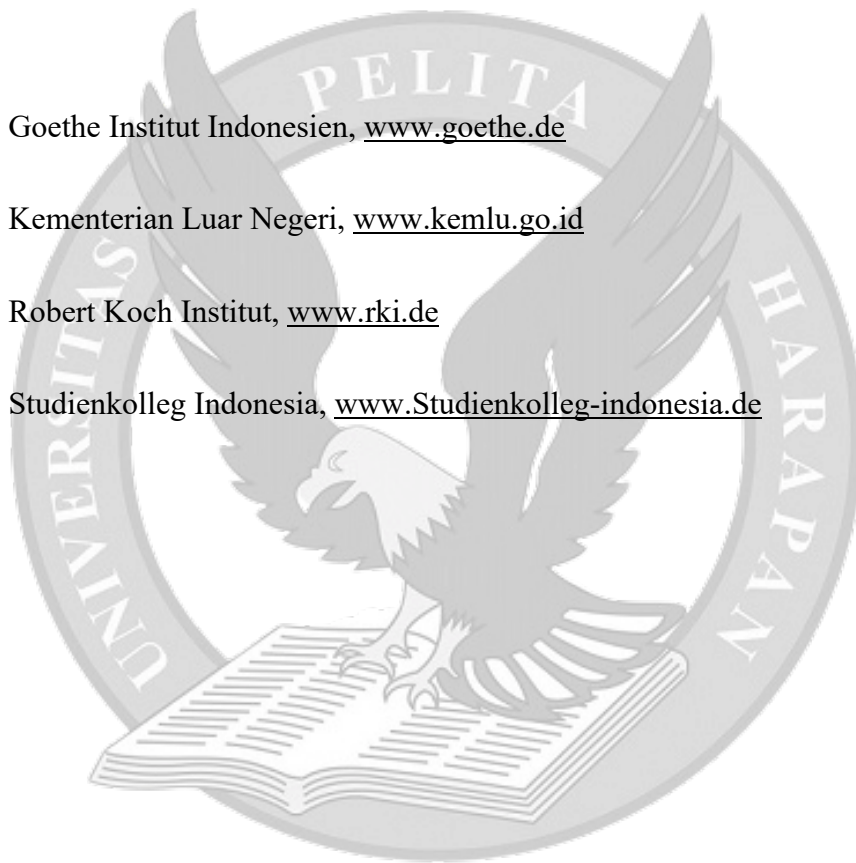 UNIVERSITAS PELITA HARAPAN
Goethe Institut Indonesien, www.goethe.de
Kementerian Luar Negeri, www.kemlu.go.id
Robert Koch Institut, www.rki.de
Studienkolleg Indonesia, www.Studienkolleg-indonesia.de